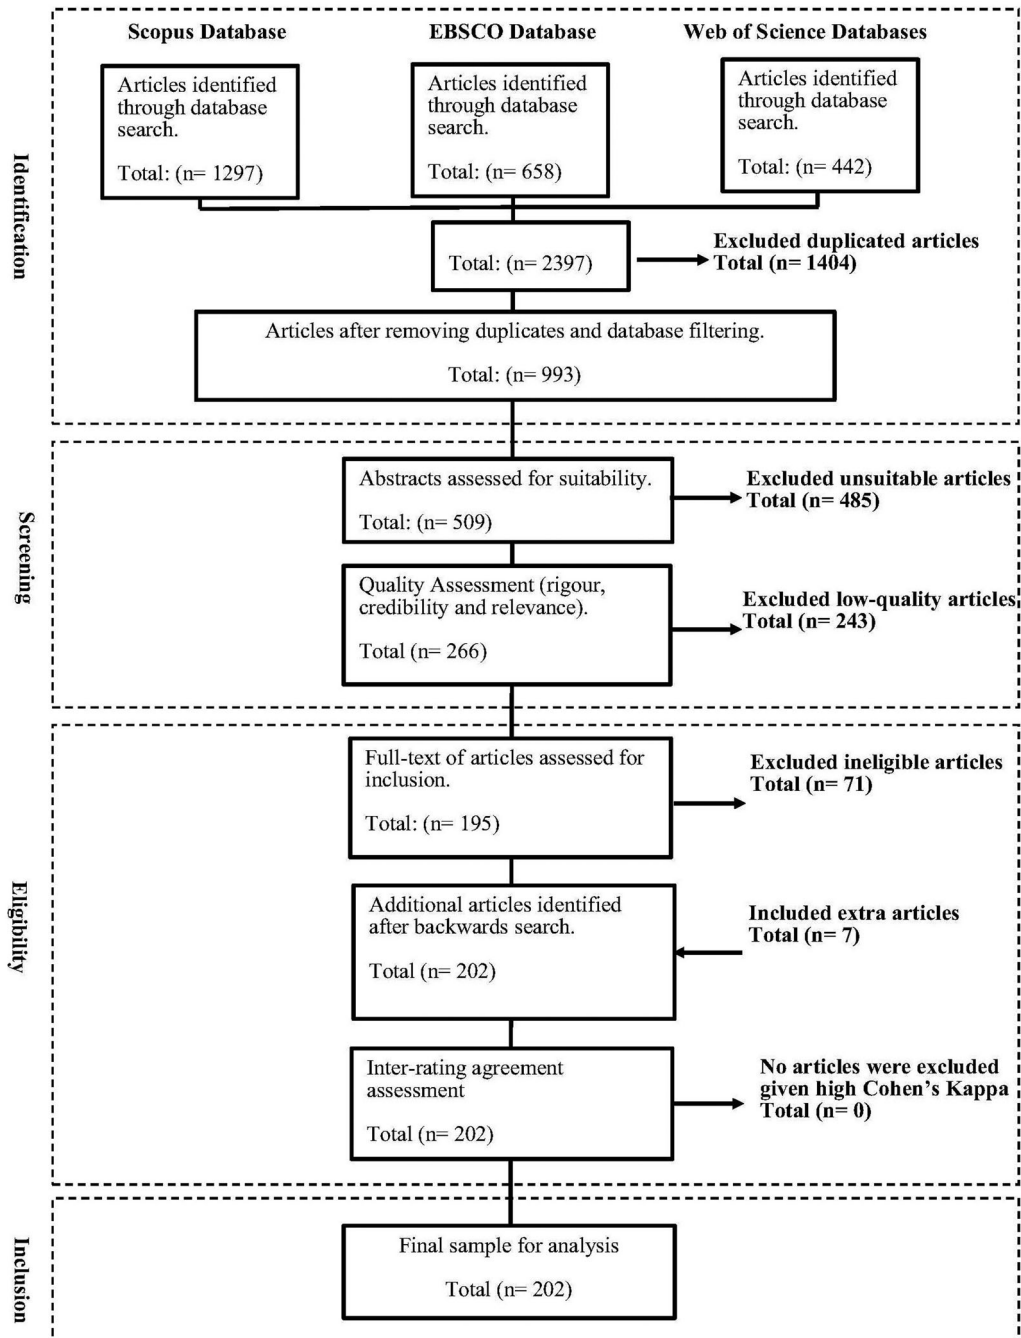 Scopus Database
EBSCO Database
Web of Science Databases
Articles identified
through database
search.
Total: (n= 1297)
Articles identified
through database
search.
Total: (n= 658)
Articles identified
through database
search.
Total: (n= 442)
Identification
Total: (n= 2397)
Excluded duplicated articles
Total (n= 1404)
Articles after removing duplicates and database filtering.
Total: (n= 993)
Screening
Abstracts assessed for suitability.
Total: (n= 509)
Excluded unsuitable articles
Total (n= 485)
Quality Assessment (rigour,
credibility and relevance).
Total (n= 266)
Excluded low-quality articles
Total (n= 243)
Eligibility
Full-text of articles assessed for
inclusion.
Total: (n= 195)
Excluded ineligible articles
Total (n= 71)
Additional articles identified
after backwards search.
Total (n= 202)
Included extra articles
Total (n= 7)
Inter-rating agreement
assessment
Total (n= 202)
No articles were excluded
given high Cohen's Kappa
Total (n= 0)
Inclusion
Final sample for analysis
Total (n= 202)